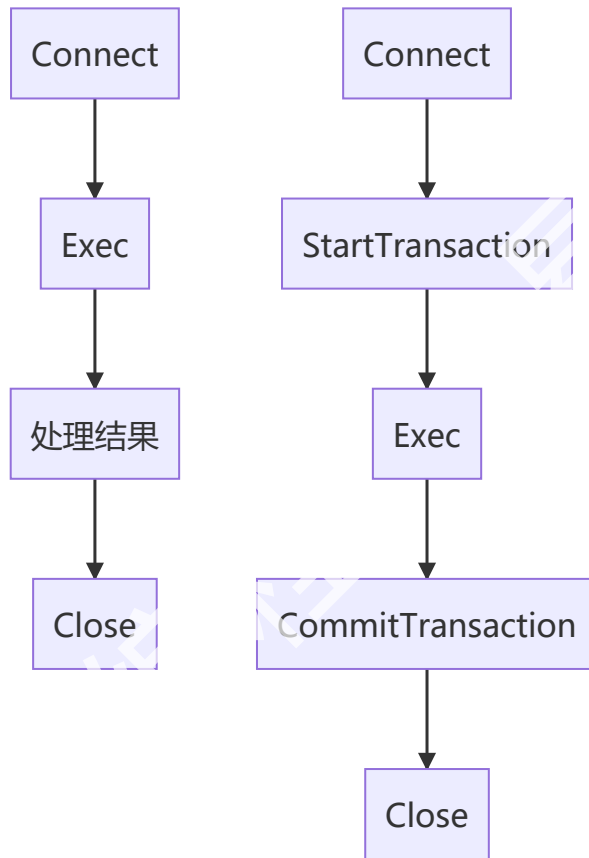 Connect
Exec
处理结果
Close
Connect
StartTransaction
Exec
CommitTransaction
Close